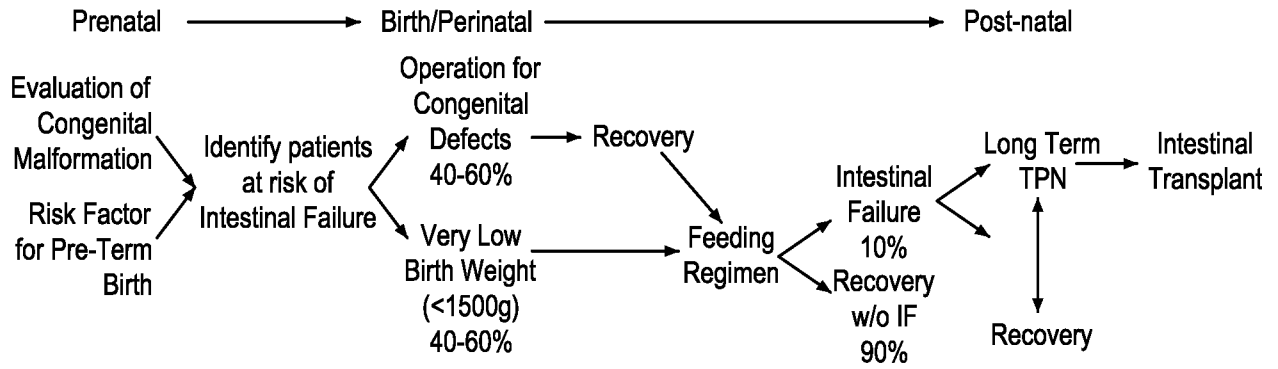 Prenatal
Birth/Perinatal
Post-natal
Evaluation of
Congenital
Malformation
Risk Factor
for Pre-Term
Birth
Identify patients
at risk of
Intestinal Failure
Operation for
Congenital
Defects
40-60%
Recovery
Very Low
Birth Weight
(<1500g)
40-60%
Feeding
Regimen
Intestinal
Failure
10%
Recovery
w/o IF
90%
Long Term
TPN
Recovery
Intestinal
Transplant